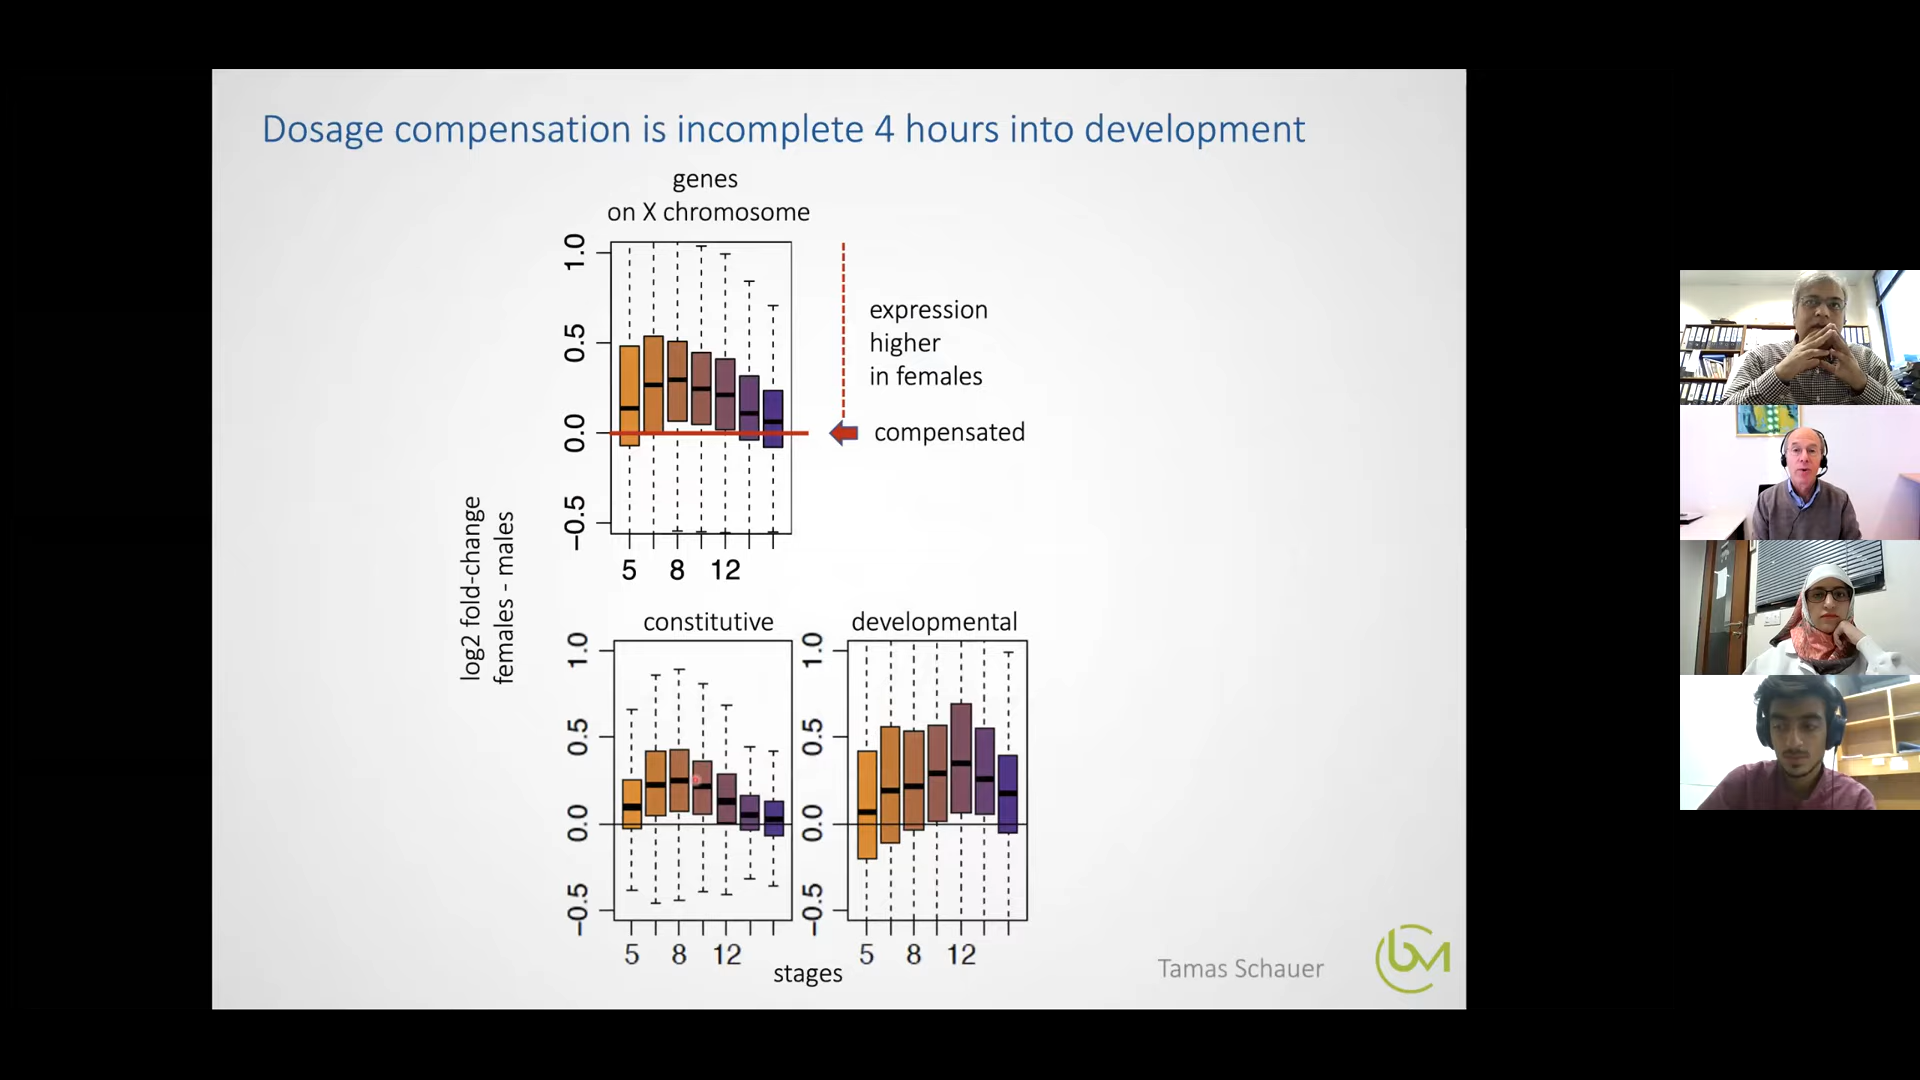 Dosage compensation is incomplete 4 hours into development
genes
on X chromosome
1.0
0.5
0.0
−0.5
5 8 12
expression
higher
in females
compensated
log2 fold-change
females - males
constitutive
1.0
0.5
0.0
−0.5
5 8 12
developmental
1.0
0.5
0.0
−0.5
5 8 12
stages
Tamas Schauer
bm